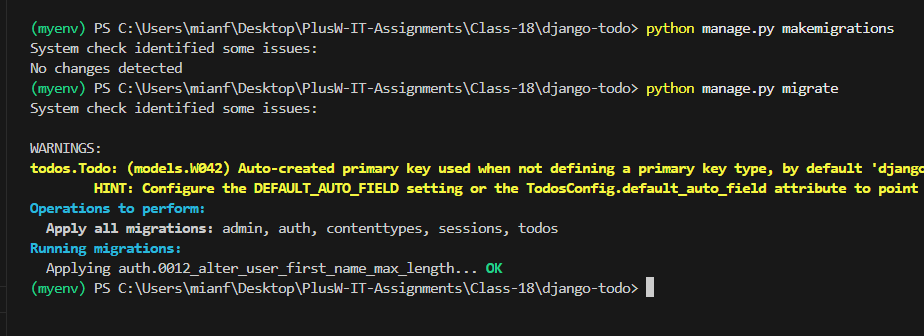 (myenv) PS C:\Users\mianf\Desktop\PlusW-IT-Assignments\Class-18\django-todo> python manage.py makemigrations
System check identified some issues:
No changes detected
(myenv) PS C:\Users\mianf\Desktop\PlusW-IT-Assignments\Class-18\django-todo> python manage.py migrate
System check identified some issues:
WARNINGS:
todos.Todo: (models.W042) Auto-created primary key used when not defining a primary key type, by default 'django
HINT: Configure the DEFAULT_AUTO_FIELD setting or the TodosConfig.default_auto_field attribute to point
Operations to perform:
Apply all migrations: admin, auth, contenttypes, sessions, todos
Running migrations:
Applying auth.0012_alter_user_first_name_max_length... OK
(myenv) PS C:\Users\mianf\Desktop\PlusW-IT-Assignments\Class-18\django-todo>